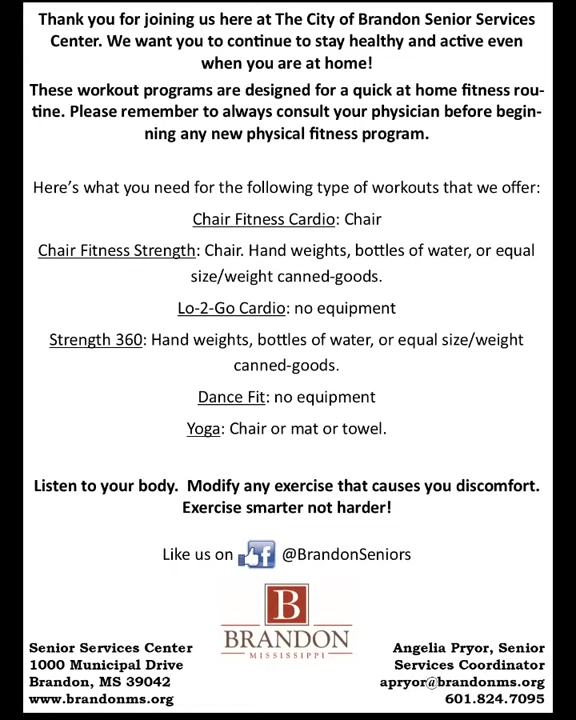 Thank you for joining us here at The City of Brandon Senior Services
Center. We want you to continue to stay healthy and active even
when you are at home!
These workout programs are designed for a quick at home fitness rou-
tine. Please remember to always consult your physician before begin-
ning any new physical fitness program.
Here's what you need for the following type of workouts that we offer:
Chair Fitness Cardio: Chair
Chair Fitness Strength: Chair. Hand weights, bottles of water, or equal
size/weight canned-goods.
Lo-2-Go Cardio: no equipment
Strength 360: Hand weights, bottles of water, or equal size/weight
canned-goods.
Dance Fit: no equipment
Yoga: Chair or mat or towel.
Listen to your body. Modify any exercise that causes you discomfort.
Exercise smarter not harder!
Like us on f @BrandonSeniors
B
BRANDON
MISSISSIPPI
Senior Services Center
1000 Municipal Drive
Brandon, MS 39042
www.brandonms.org
Angelia Pryor, Senior
Services Coordinator
apryor@brandonms.org
601.824.7095